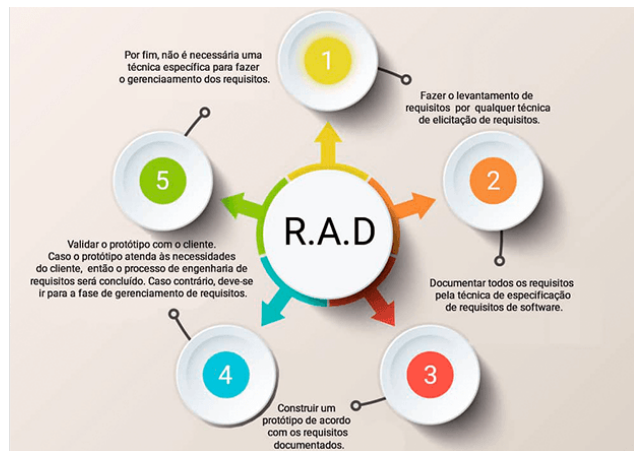 R.A.D
1
Fazer o levantamento de
requisitos por qualquer técnica
de elicitação de requisitos.
2
Documentar todos os requisitos
pela técnica de especificação
de requisitos de software.
3
Construir um
protótipo de acordo
com os requisitos
documentados.
4
Validar o protótipo com o cliente.
Caso o protótipo atenda às necessidades
do cliente, então o processo de engenharia de
requisitos será concluído. Caso contrário, deve-se
ir para a fase de gerenciamento de requisitos.
5
Por fim, não é necessária uma
técnica específica para fazer
o gerenciaamento dos requisitos.